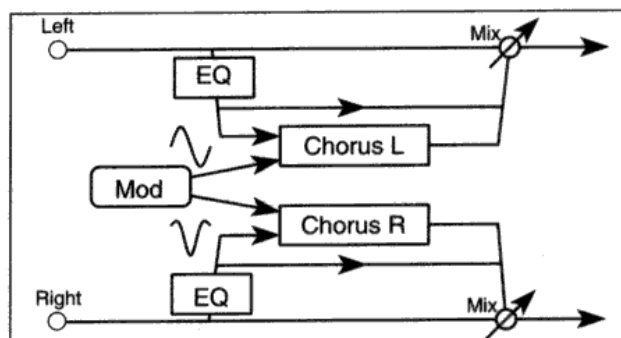 Left
Mix
EQ
Chorus L
Mod
Chorus R
EQ
Right
Mix